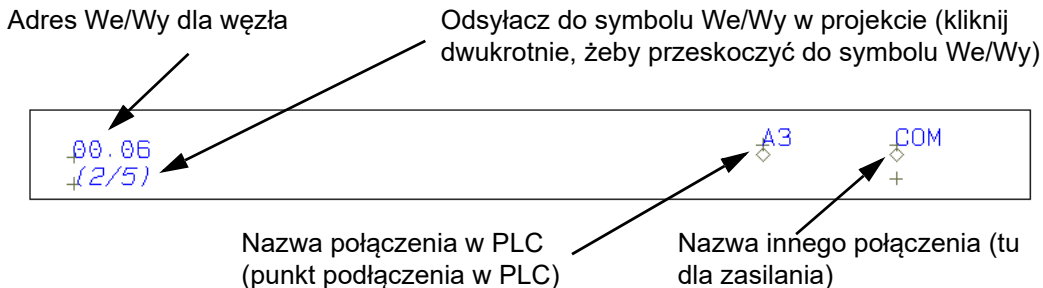 Adres We/Wy dla węzła
Odsyłacz do symbolu We/Wy w projekcie (kliknij
dwukrotnie, żeby przeskoczyć do symbolu We/Wy)
00.06
(2/5)
A3
COM
Nazwa połączenia w PLC
(punkt podłączenia w PLC)
Nazwa innego połączenia (tu
dla zasilania)